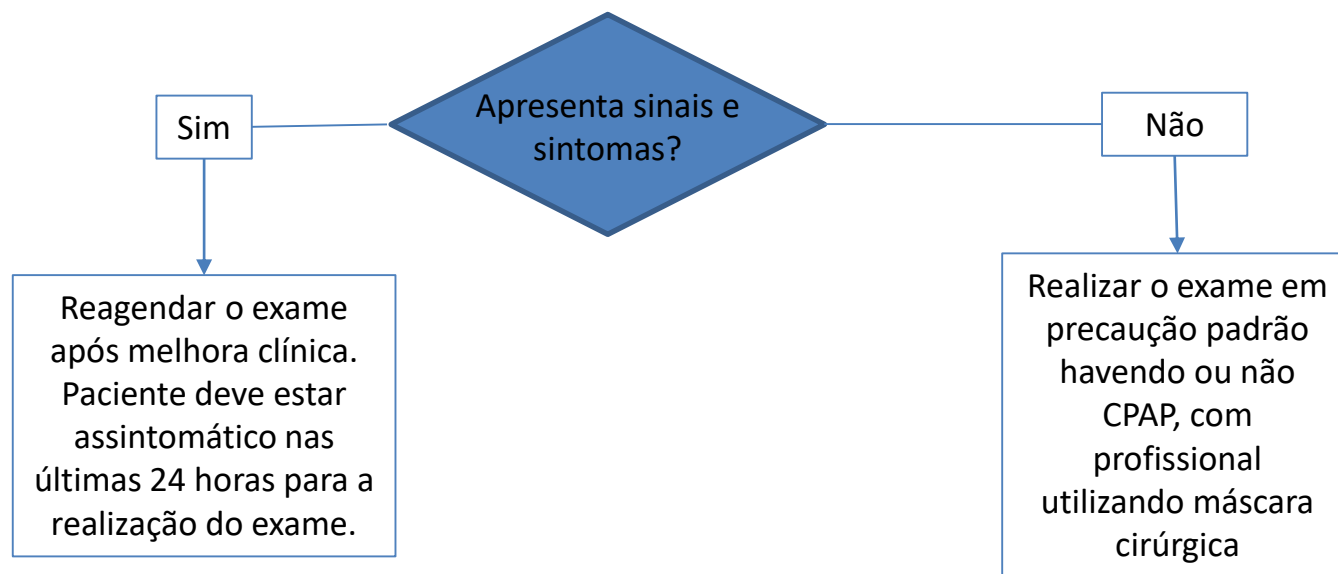 Apresenta sinais e
sintomas?
Sim
Não
Reagendar o exame
após melhora clínica.
Paciente deve estar
assintomático nas
últimas 24 horas para a
realização do exame.
Realizar o exame em
precaução padrão
havendo ou não
CPAP, com
profissional
utilizando máscara
cirúrgica